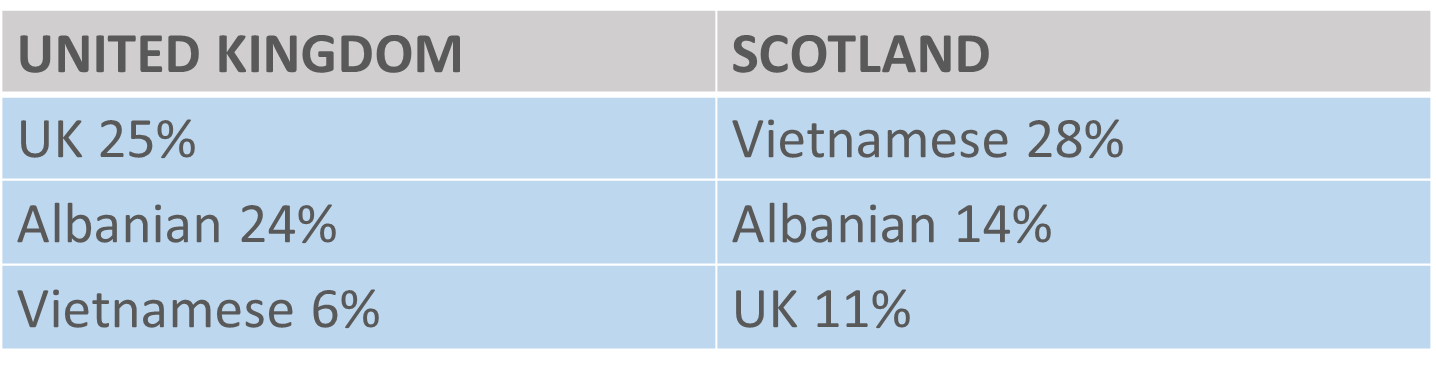 UNITED KINGDOM SCOTLAND
UK 25% Vietnamese 28%
Albanian 24% Albanian 14%
Vietnamese 6% UK 11%